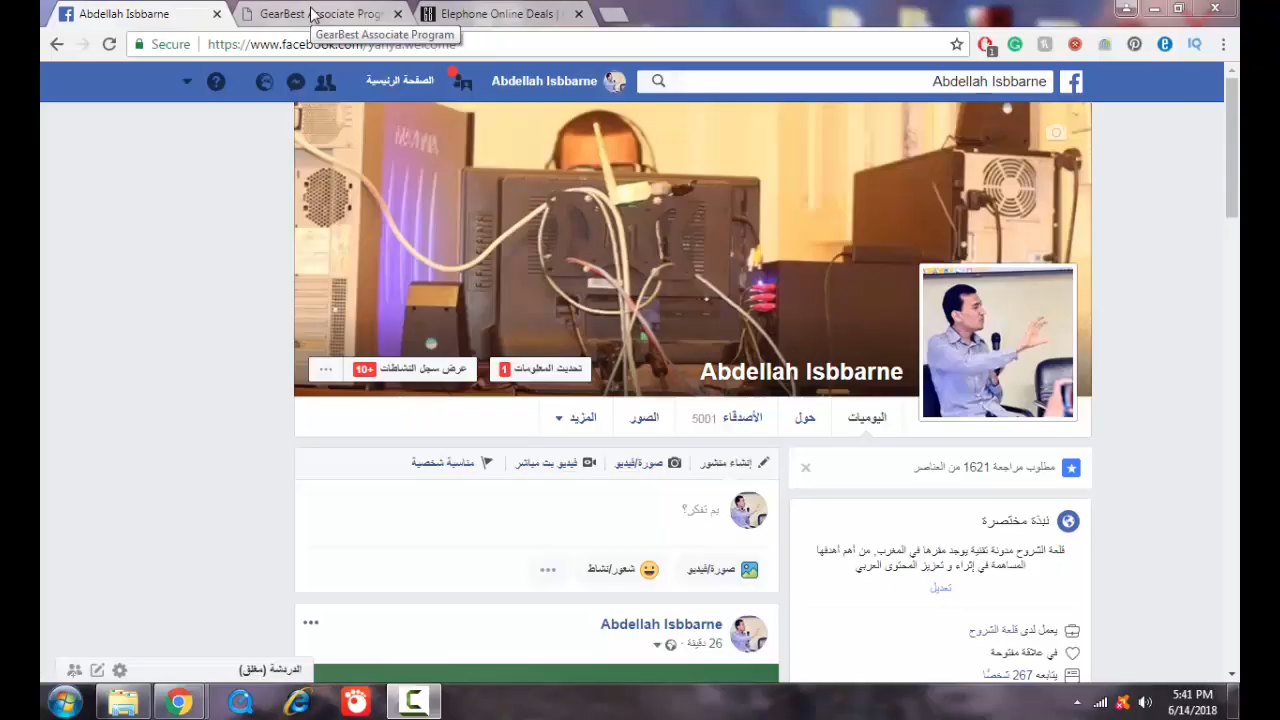 Abdellah Isbbarne
GearBest Associate Prog
Elephone Online Deals |
GearBest Associate Program
Secure
https://www.facebook.com/yahya.welcome
1
الصفحة الرئيسية
Abdellah Isbbarne
Abdellah Isbbarne
Abdellah Isbbarne
تحديث المعلومات 1
عرض سجل النشاطات +10
اليوميات
حول
الأصدقاء 5001
الصور
المزيد
إنشاء منشور
صورة/فيديو
فيديو بث مباشر
مناسبة شخصية
بم تفكر؟
صورة/فيديو
شعور/نشاط
Abdellah Isbbarne
26 دقيقة
مطلوب مراجعة 1621 من العناصر
نبذة مختصرة
قلعة الشروح مدونة تقنية يوجد مقرها في المغرب, من أهم أهدفها
المساهمة في إثراء و تعزيز المحتوى العربي
تعديل
يعمل لدى قلعة الشروح
في علاقة مفتوحة
يتابعه 267 شخصًا
الدردشة (مغلق)
5:41 PM
6/14/2018